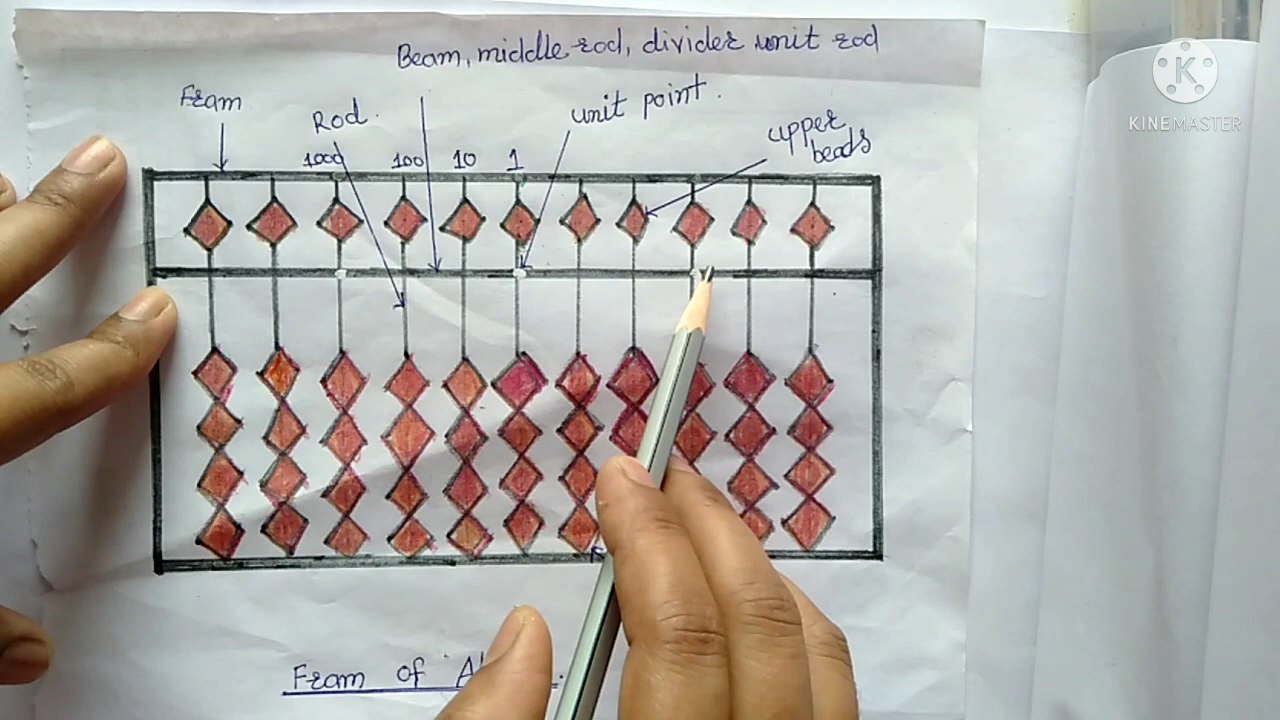 Beam, middle rod, divider unit rod
Fram
Rod.
unit point.
upper
beads
1000 100 10 1
Fram of
K
KINEMASTER